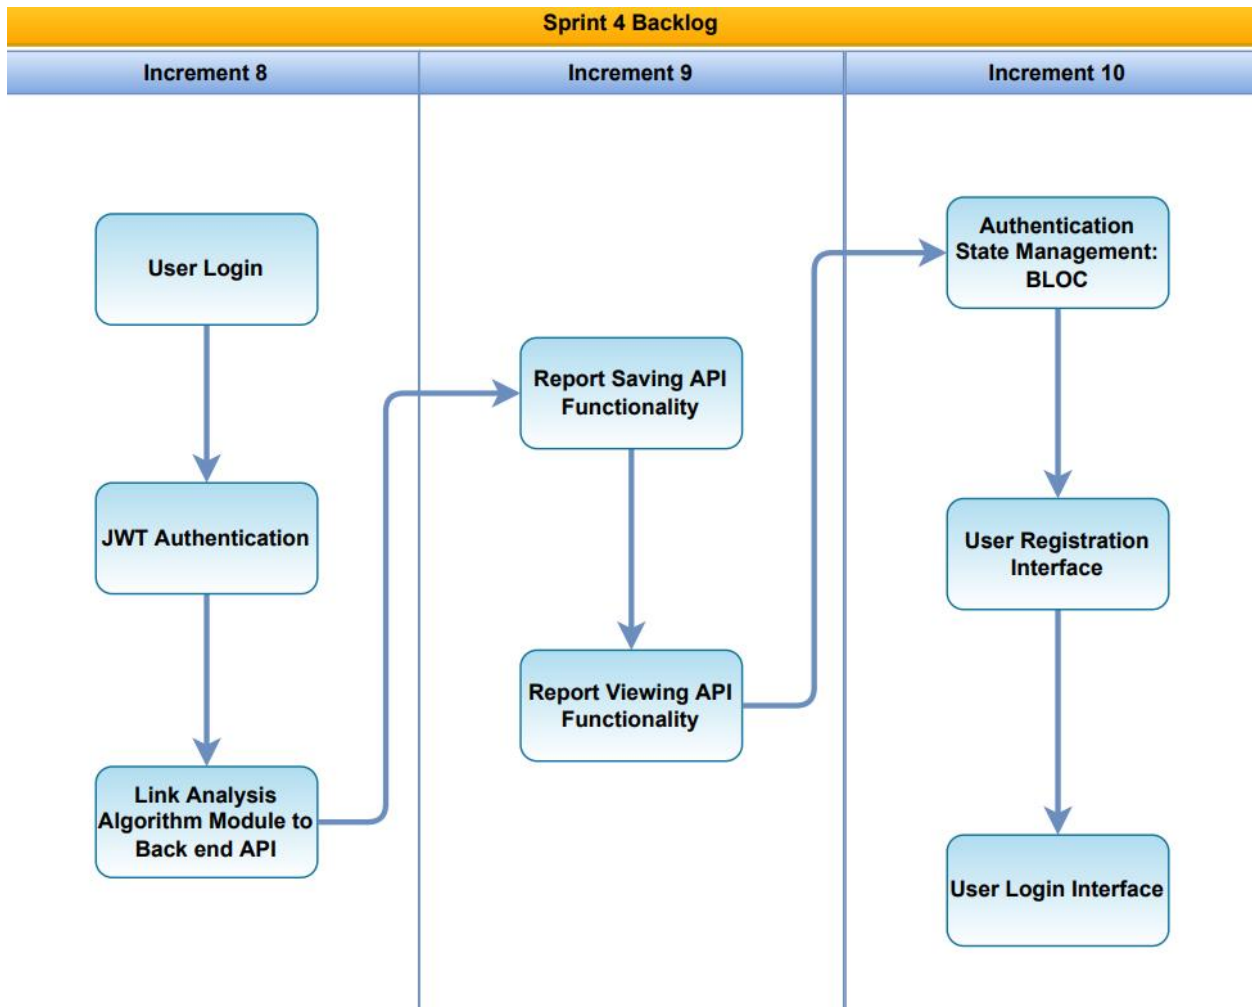 Sprint 4 Backlog
Increment 8
Increment 9
Increment 10
User Login
JWT Authentication
Link Analysis
Algorithm Module to
Back end API
Report Saving API
Functionality
Report Viewing API
Functionality
Authentication
State Management:
BLOC
User Registration
Interface
User Login Interface